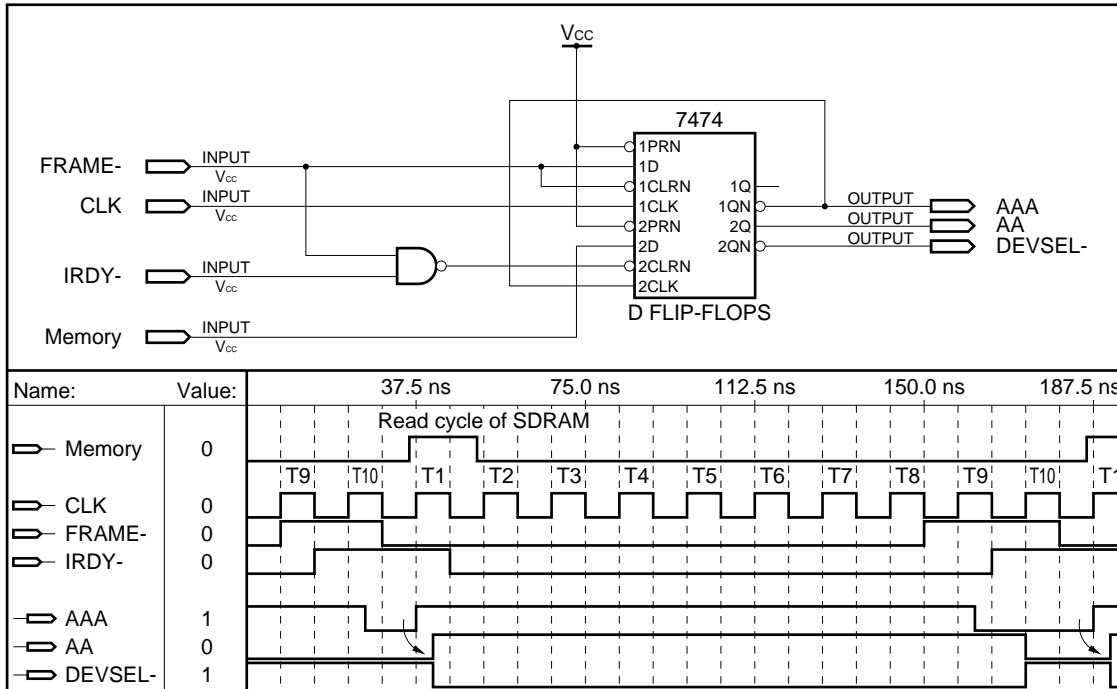 Vcc
7474
FRAME- INPUT Vcc
CLK INPUT Vcc
IRDY- INPUT Vcc
Memory INPUT Vcc
1PRN
1D
1CLRN 1Q
1CLK 1QN OUTPUT AAA
2PRN 2Q OUTPUT AA
2D 2QN OUTPUT DEVSEL-
2CLRN
2CLK
D FLIP-FLOPS
Name: Value: 37.5 ns 75.0 ns 112.5 ns 150.0 ns 187.5 ns
Read cycle of SDRAM
Memory 0
T9 T10 T1 T2 T3 T4 T5 T6 T7 T8 T9 T10 T1
CLK 0
FRAME- 0
IRDY- 0
AAA 1
AA 0
DEVSEL- 1